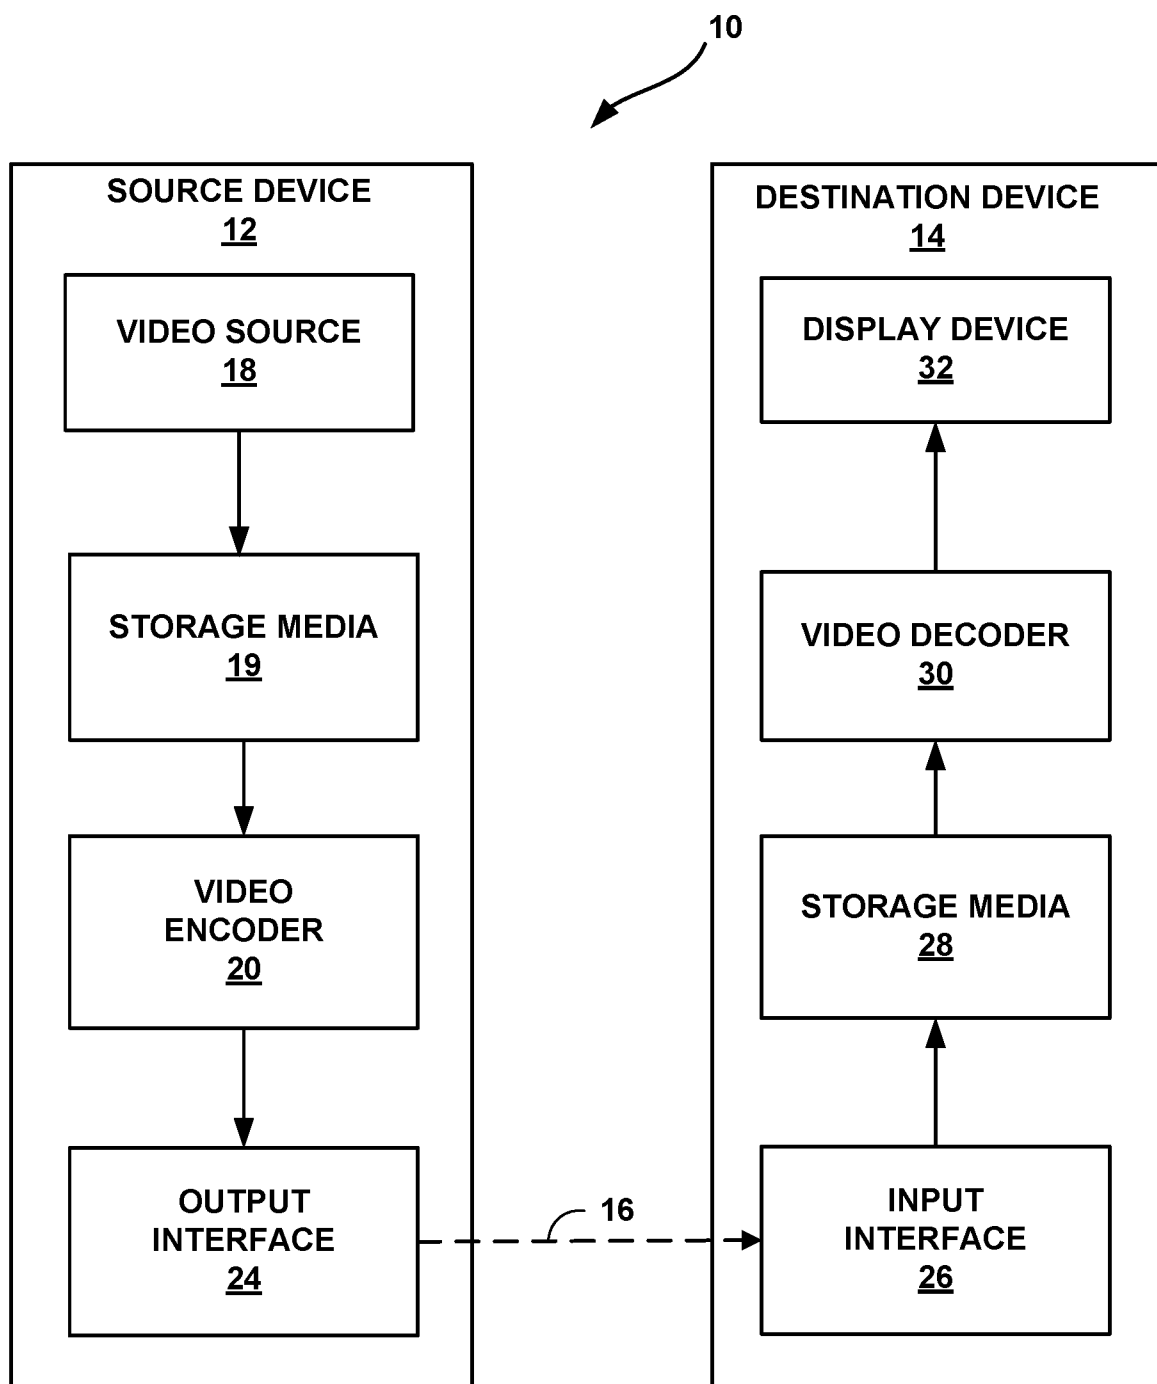 10
SOURCE DEVICE
12
VIDEO SOURCE
18
STORAGE MEDIA
19
VIDEO
ENCODER
20
OUTPUT
INTERFACE
24
16
DESTINATION DEVICE
14
DISPLAY DEVICE
32
VIDEO DECODER
30
STORAGE MEDIA
28
INPUT
INTERFACE
26